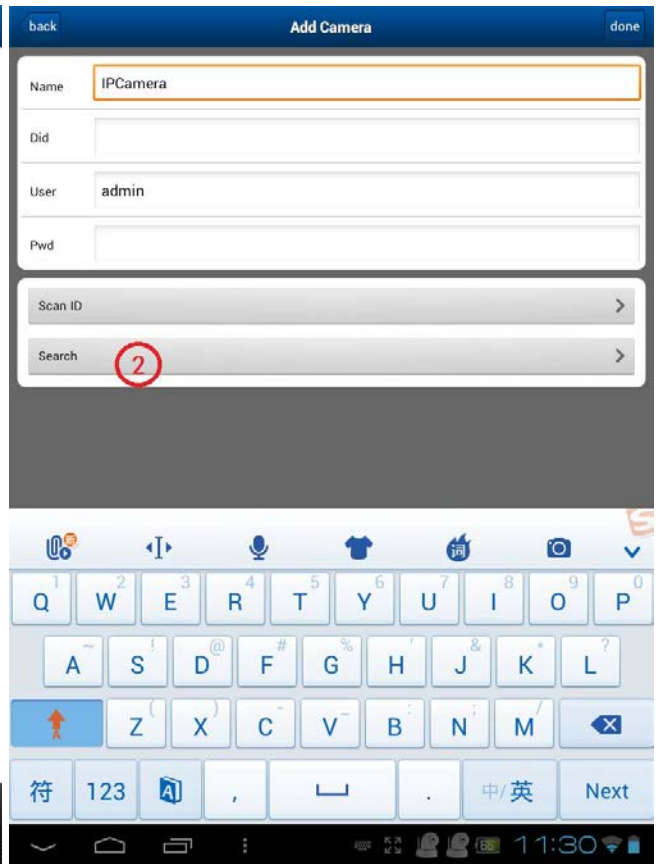 back Add Camera done
Name IPCamera
Did
User admin
Pwd
Scan ID
Search 2
词
1 2 3 4 5 6 7 8 9 0
Q W E R T Y U I O P
~ ! @ # % ' & * ?
A S D F G H J K L
( ) - _ : ; /
Z X C V B N M
符 123 A , . 中/英 Next
11:30